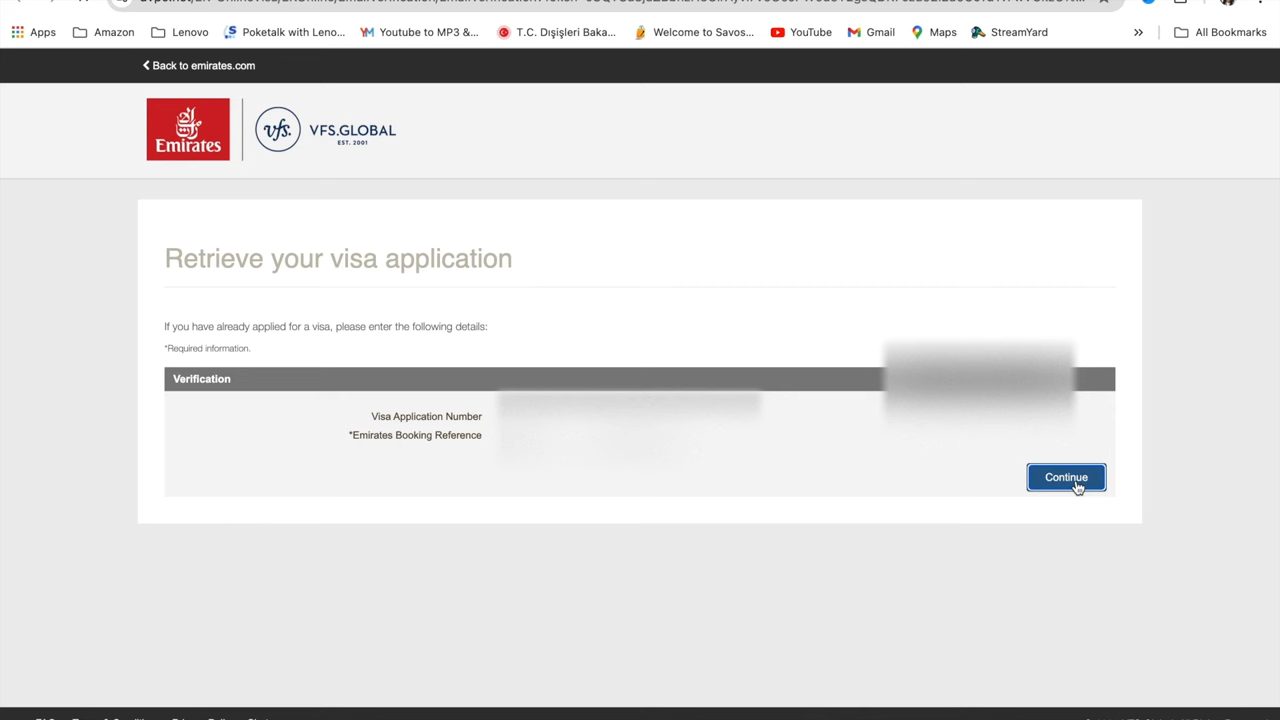 Apps Amazon Lenovo Poketalk with Leno... Youtube to MP3 &... T.C. Dışişleri Baka... Welcome to Savos... YouTube Gmail Maps StreamYard » All Bookmarks
Back to emirates.com
Emirates
vfs. VFS.GLOBAL
EST. 2001
Retrieve your visa application
If you have already applied for a visa, please enter the following details:
*Required information.
Verification
Visa Application Number
*Emirates Booking Reference
Continue